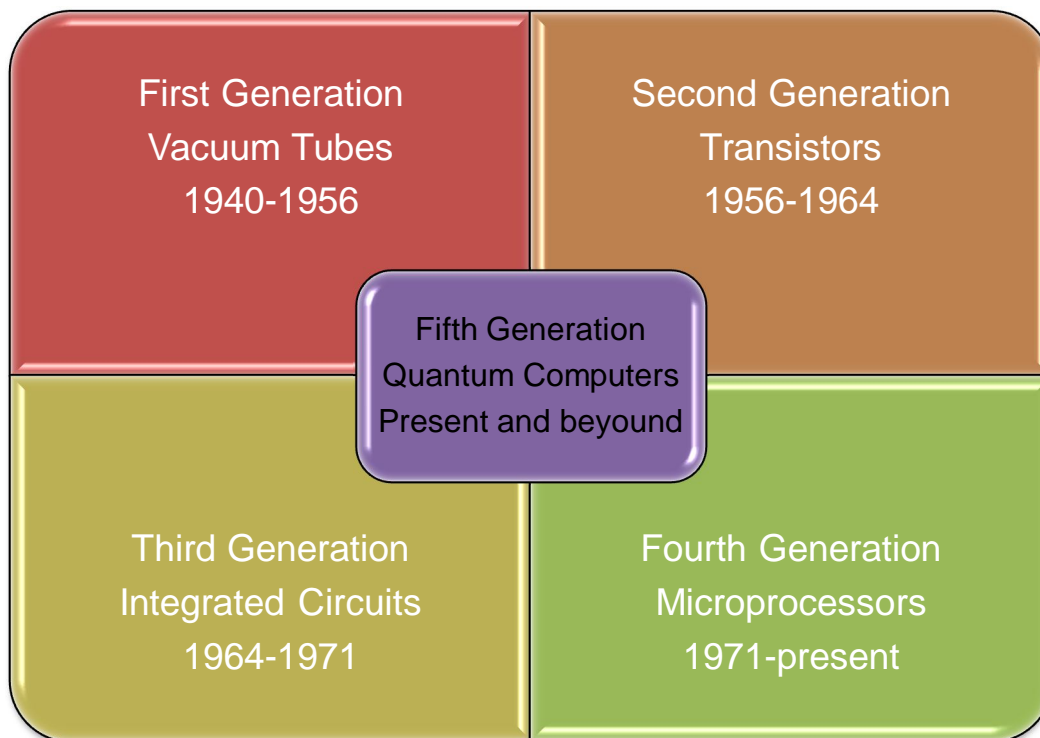 First Generation
Vacuum Tubes
1940-1956
Second Generation
Transistors
1956-1964
Fifth Generation
Quantum Computers
Present and beyound
Third Generation
Integrated Circuits
1964-1971
Fourth Generation
Microprocessors
1971-present